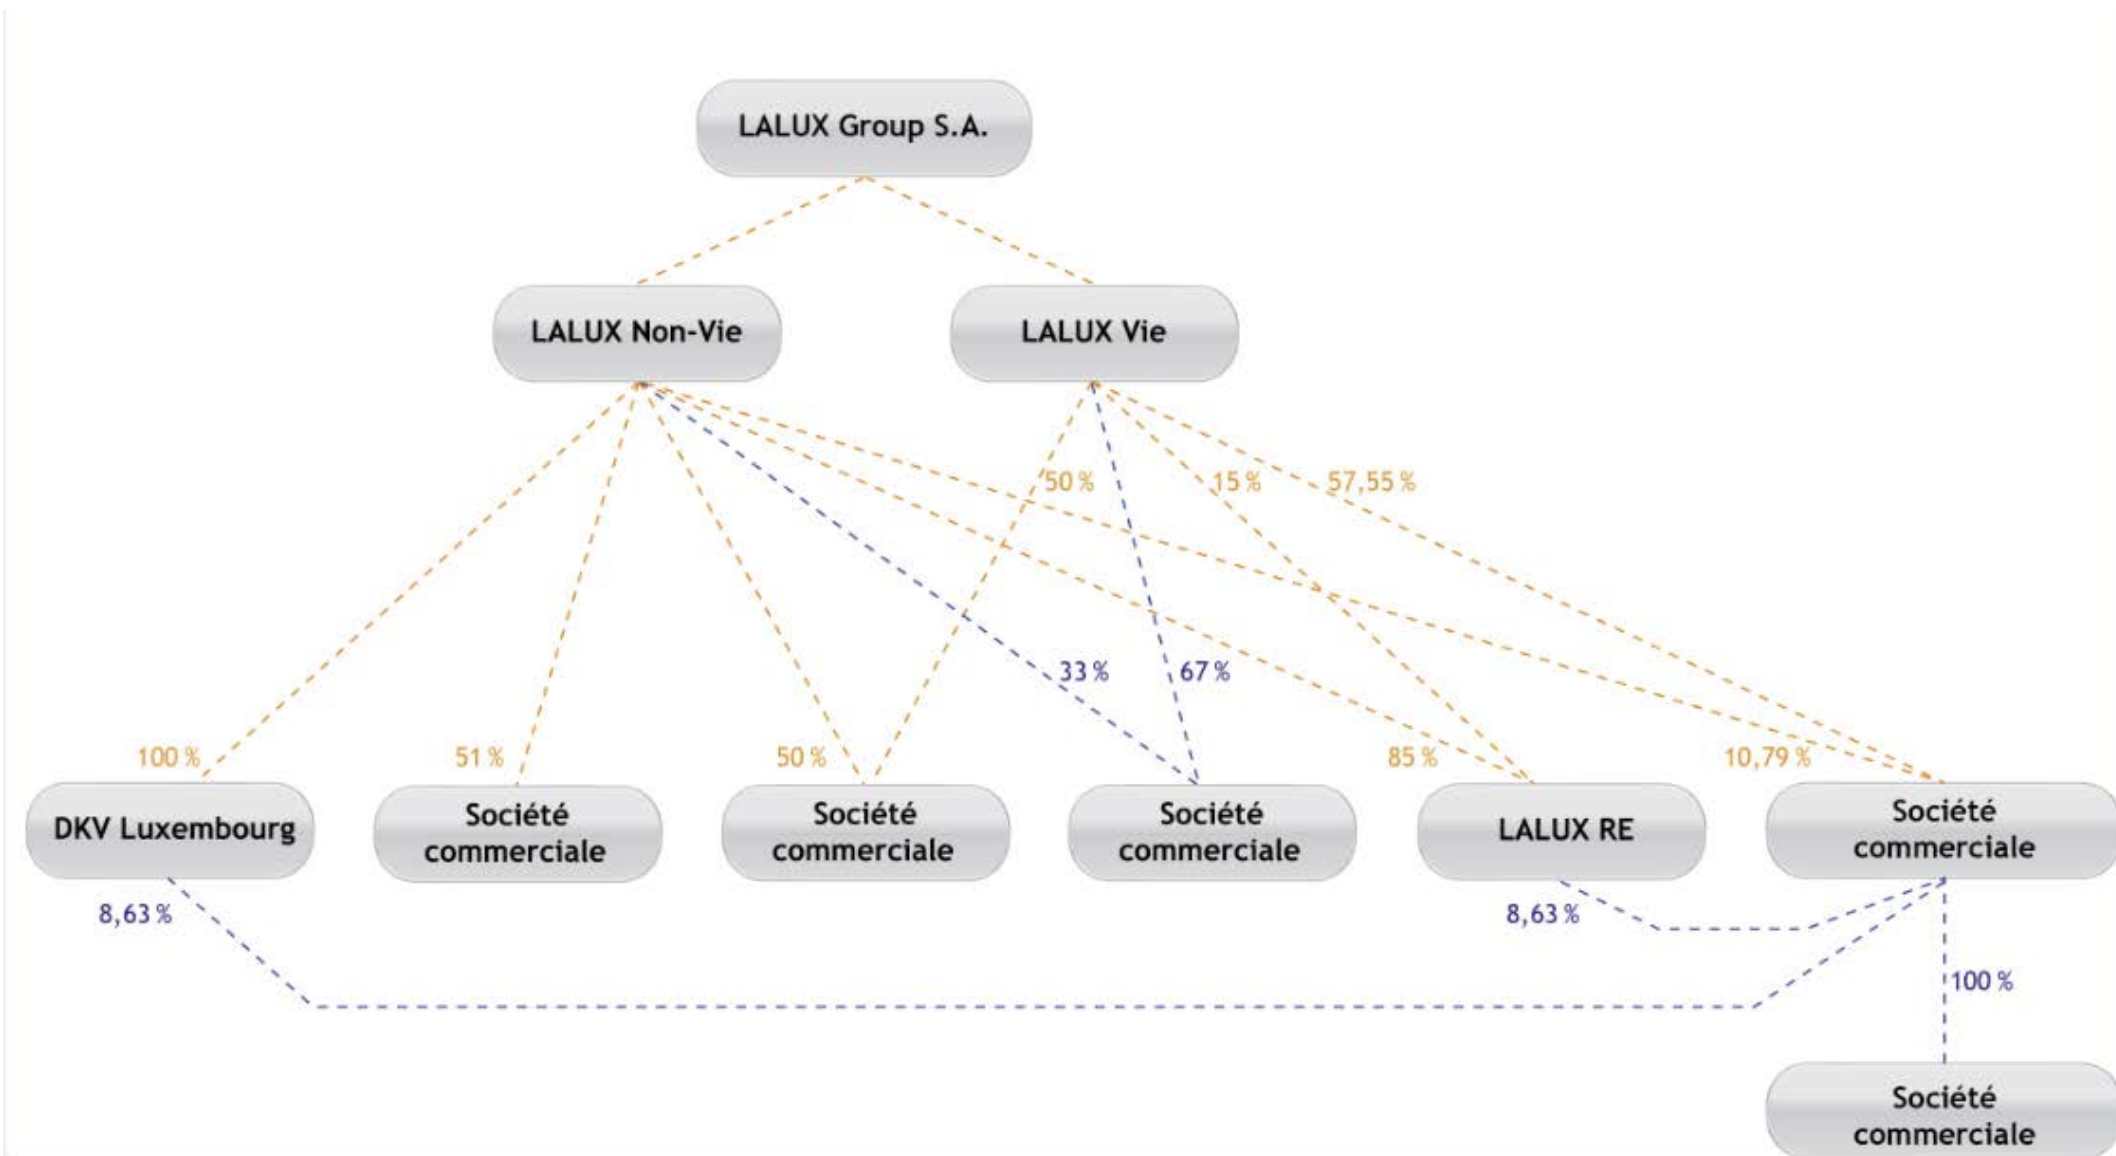 LALUX Group S.A.
LALUX Non-Vie
LALUX Vie
50 %
15 %
57,55 %
33 %
67 %
100 %
51 %
50 %
85 %
10,79 %
DKV Luxembourg
Société
commerciale
Société
commerciale
Société
commerciale
LALUX RE
Société
commerciale
8,63 %
8,63 %
100 %
Société
commerciale